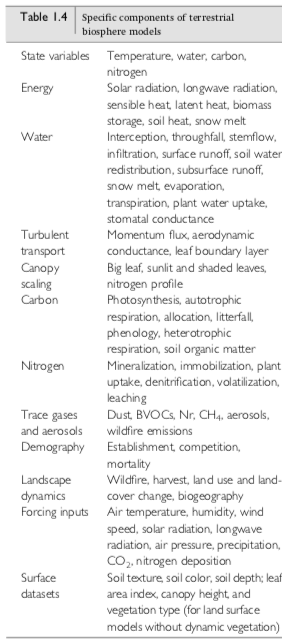 Table 1.4 Specific components of terrestrial
biosphere models
State variables Temperature, water, carbon,
nitrogen
Energy Solar radiation, longwave radiation,
sensible heat, latent heat, biomass
storage, soil heat, snow melt
Water Interception, throughfall, stemflow,
infiltration, surface runoff, soil water
redistribution, subsurface runoff,
snow melt, evaporation,
transpiration, plant water uptake,
stomatal conductance
Turbulent Momentum flux, aerodynamic
transport conductance, leaf boundary layer
Canopy Big leaf, sunlit and shaded leaves,
scaling nitrogen profile
Carbon Photosynthesis, autotrophic
respiration, allocation, litterfall,
phenology, heterotrophic
respiration, soil organic matter
Nitrogen Mineralization, immobilization, plant
uptake, denitrification, volatilization,
leaching
Trace gases Dust, BVOCs, Nr, CH₄, aerosols,
and aerosols wildfire emissions
Demography Establishment, competition,
mortality
Landscape Wildfire, harvest, land use and land-
dynamics cover change, biogeography
Forcing inputs Air temperature, humidity, wind
speed, solar radiation, longwave
radiation, air pressure, precipitation,
CO₂, nitrogen deposition
Surface Soil texture, soil color, soil depth; leaf
datasets area index, canopy height, and
vegetation type (for land surface
models without dynamic vegetation)